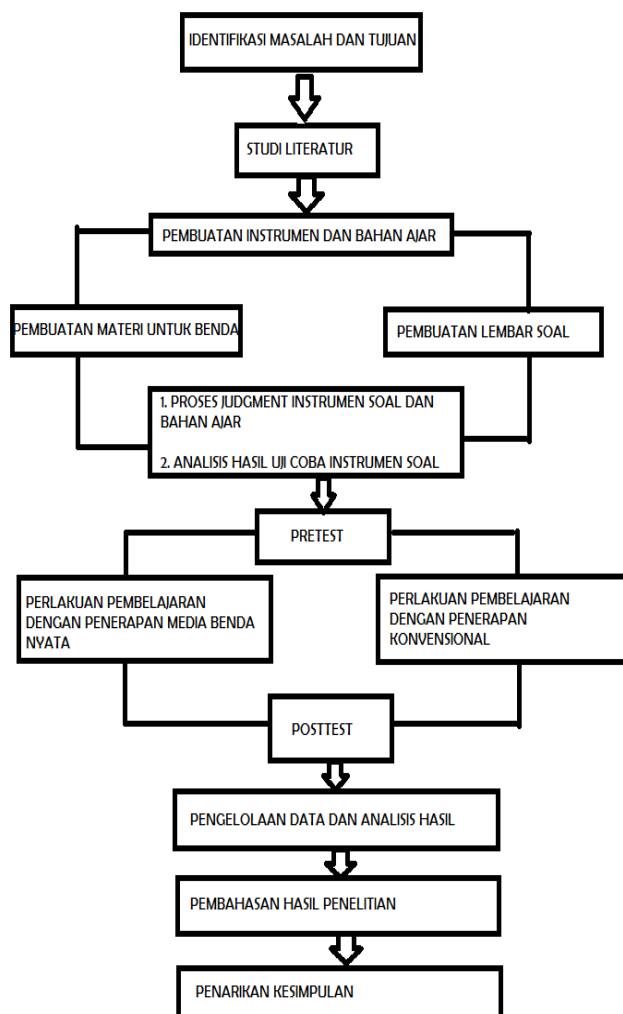 IDENTIFIKASI MASALAH DAN TUJUAN
STUDI LITERATUR
PEMBUATAN INSTRUMEN DAN BAHAN AJAR
PEMBUATAN MATERI UNTUK BENDA
PEMBUATAN LEMBAR SOAL
1. PROSES JUDGMENT INSTRUMEN SOAL DAN
BAHAN AJAR
2. ANALISIS HASIL UJI COBA INSTRUMEN SOAL
PRETEST
PERLAKUAN PEMBELAJARAN
DENGAN PENERAPAN MEDIA BENDA
NYATA
PERLAKUAN PEMBELAJARAN
DENGAN PENERAPAN
KONVENSIONAL
POSTTEST
PENGELOLAAN DATA DAN ANALISIS HASIL
PEMBAHASAN HASIL PENELITIAN
PENARIKAN KESIMPULAN